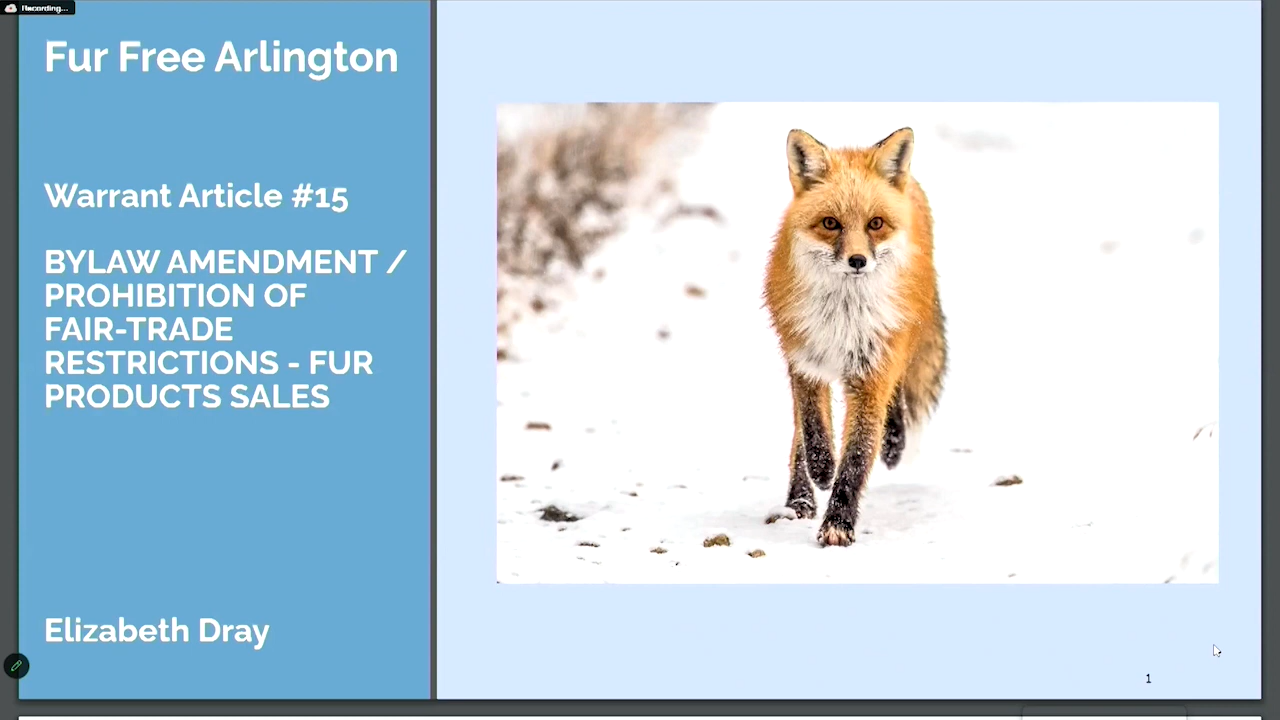 Recording...
Fur Free Arlington
Warrant Article #15
BYLAW AMENDMENT /
PROHIBITION OF
FAIR-TRADE
RESTRICTIONS - FUR
PRODUCTS SALES
Elizabeth Dray
1